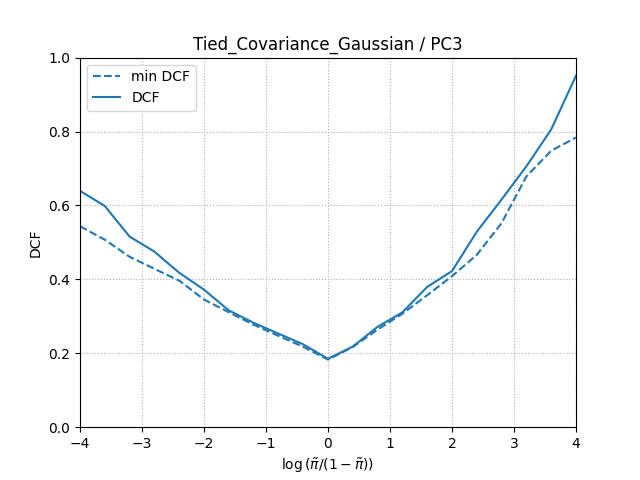 Tied_Covariance_Gaussian / PC3
min DCF
DCF
1.0
0.8
0.6
0.4
0.2
0.0
DCF
−4 −3 −2 −1 0 1 2 3 4
log (π̃/(1 − π̃))